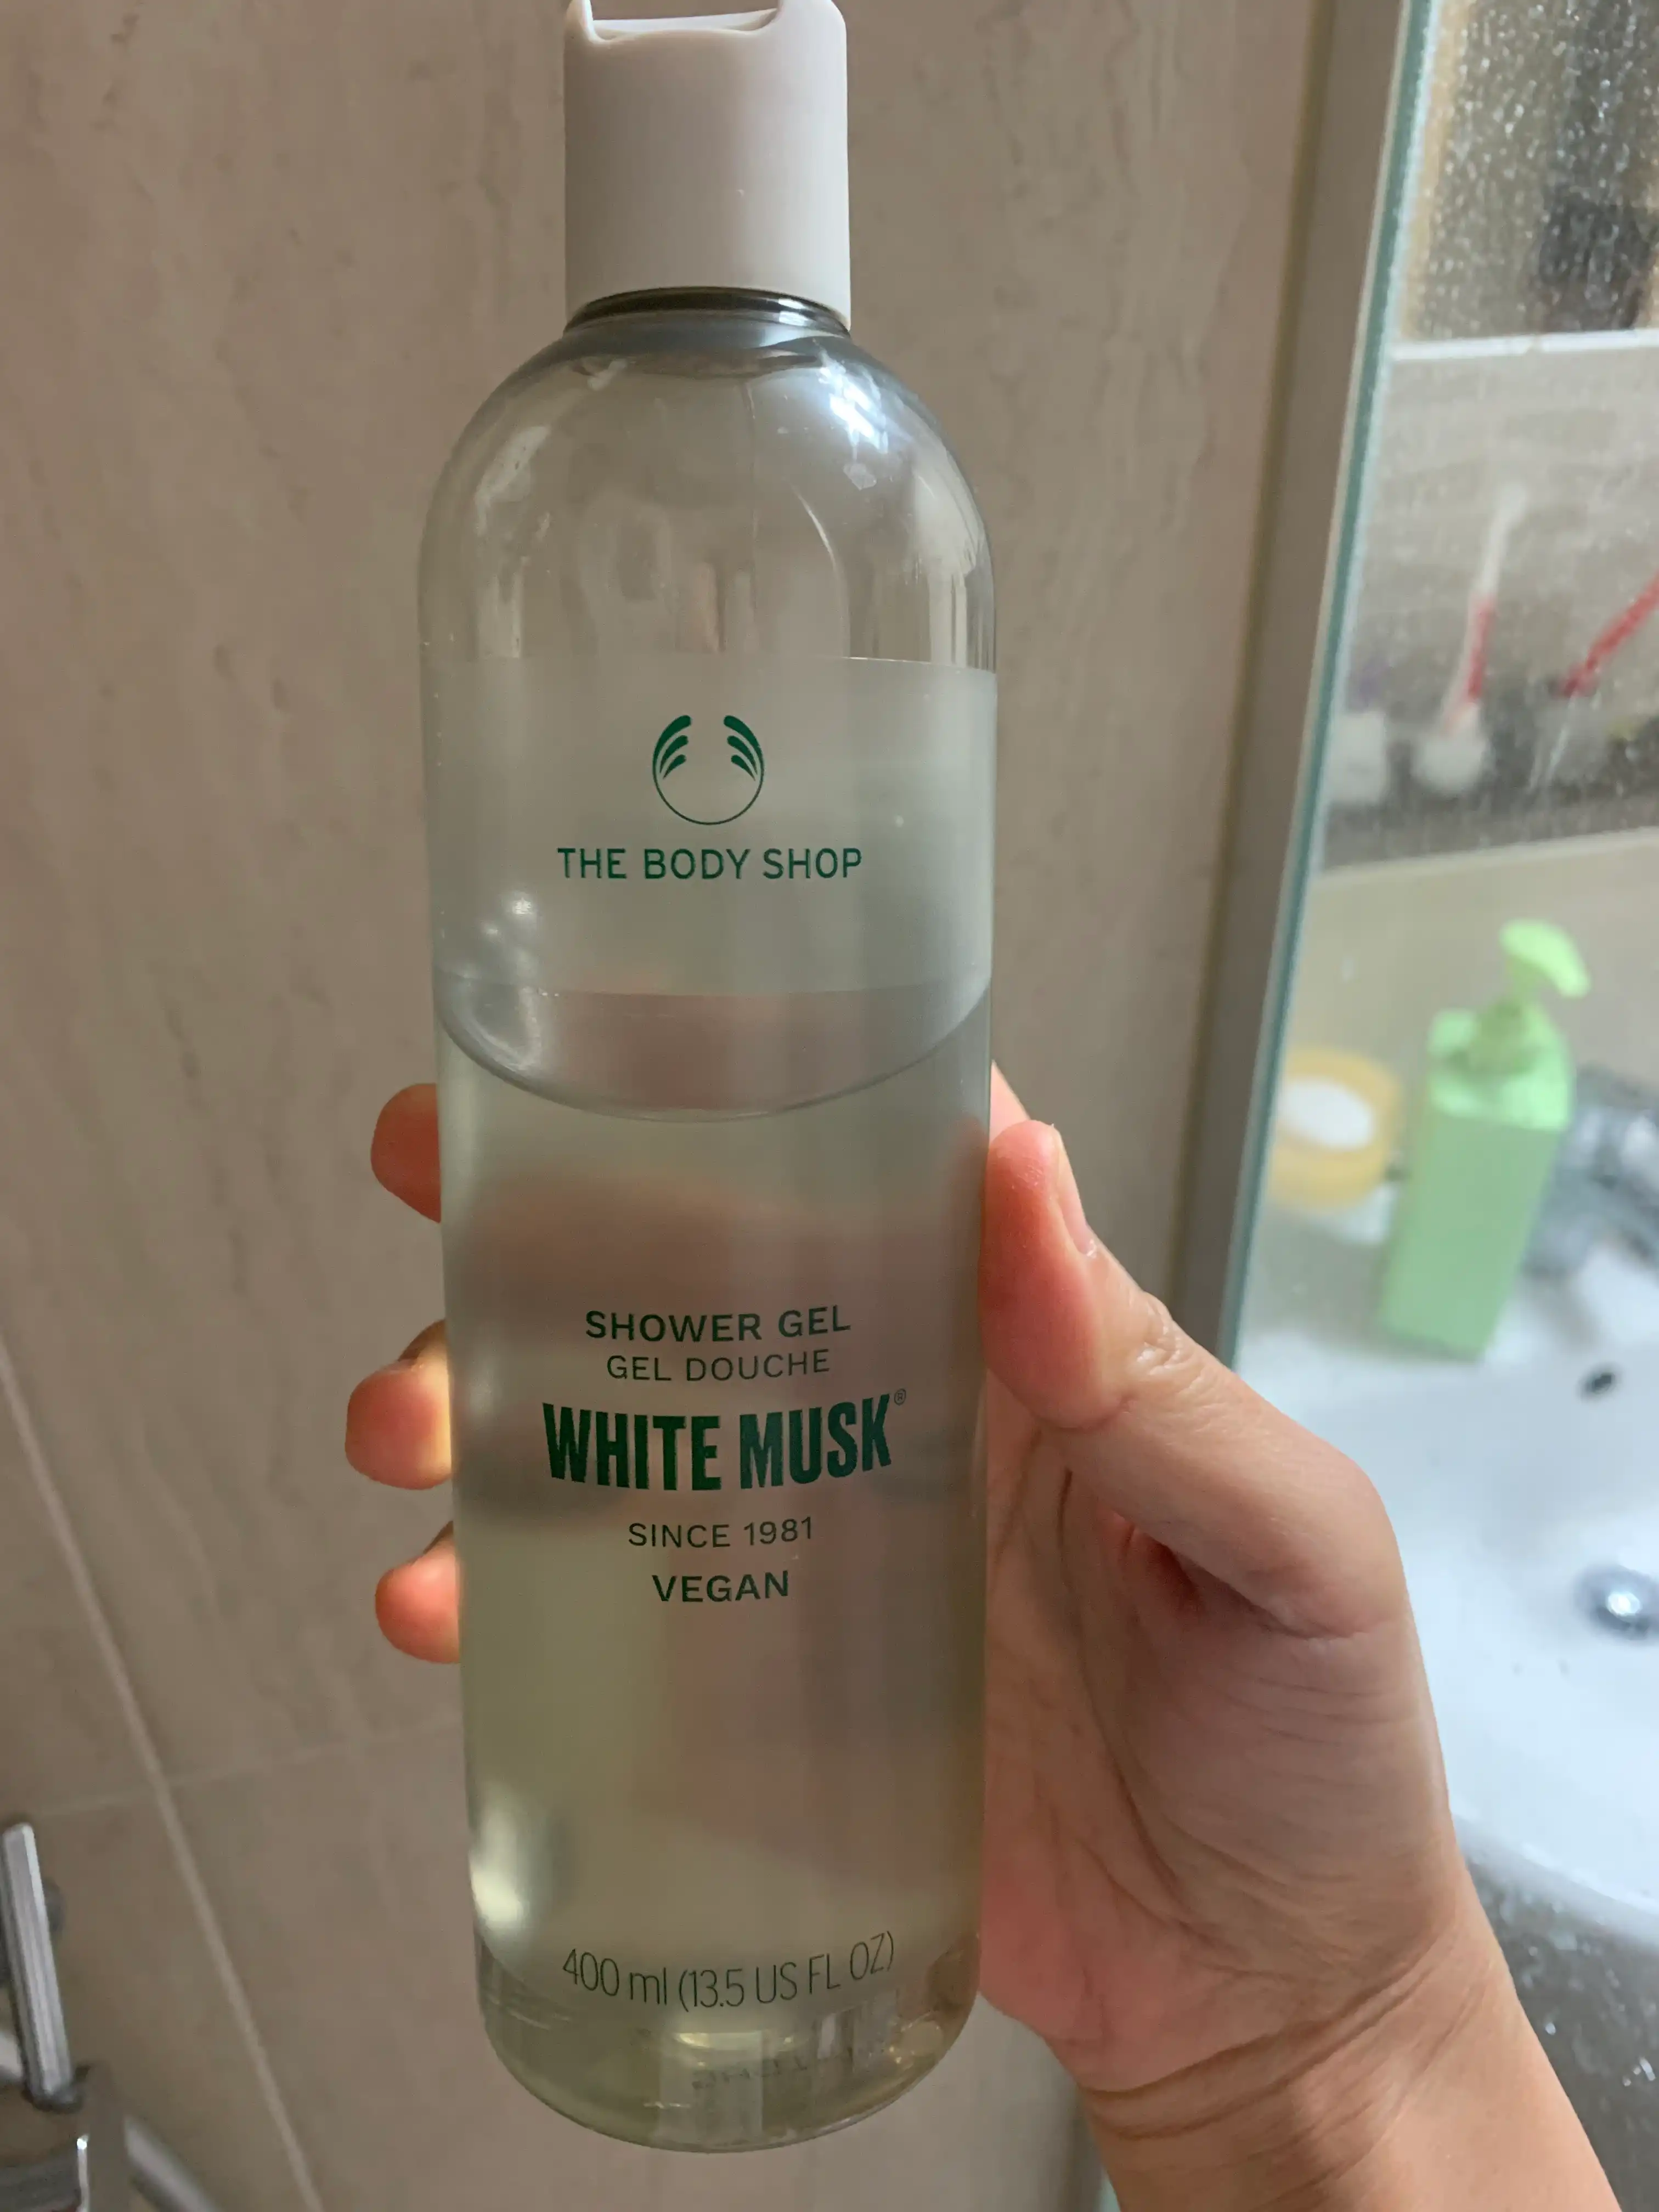 THE BODY SHOP
SHOWER GEL
GEL DOUCHE
WHITE MUSK®
SINCE 1981
VEGAN
400 ml (13.5 US FL OZ)